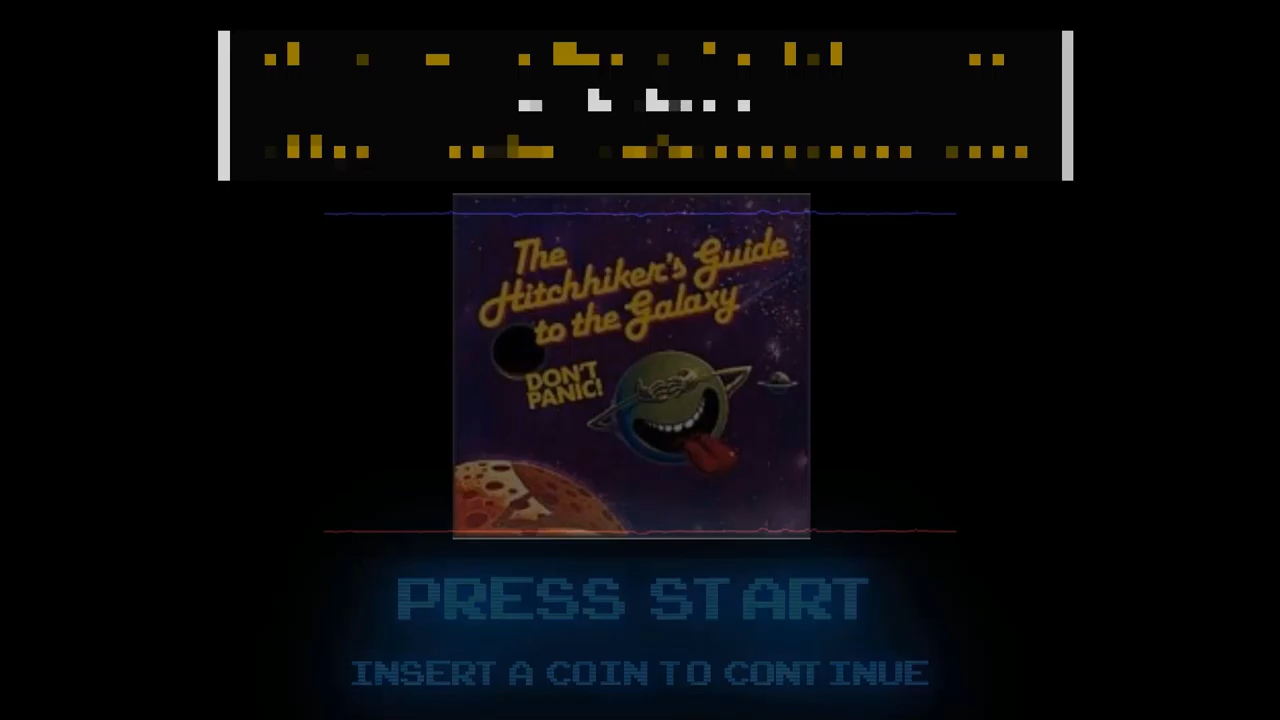 The
Hitchhiker's Guide
to the Galaxy
DON'T
PANIC!
PRESS START
INSERT A COIN TO CONTINUE